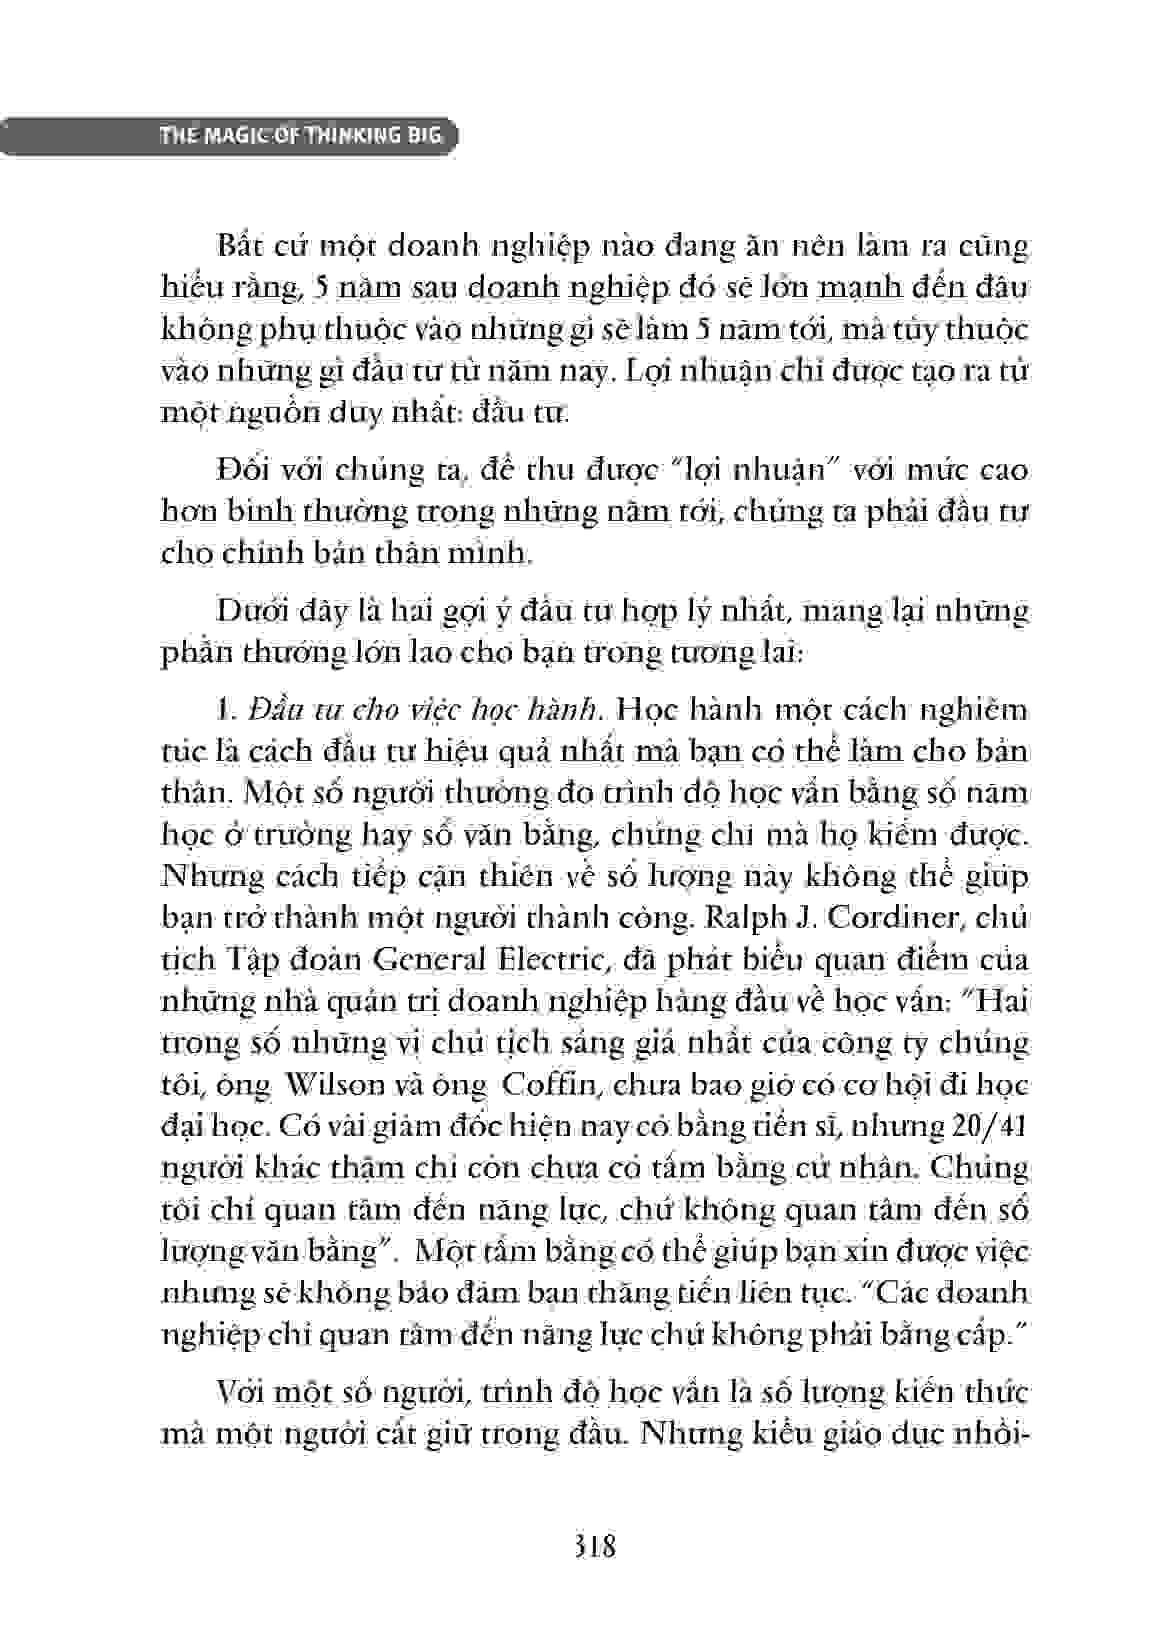 THE MAGIC OF THINKING BIG
Bất cứ một doanh nghiệp nào đang ăn nên làm ra cũng
hiểu rằng, 5 năm sau doanh nghiệp đó sẽ lớn mạnh đến đâu
không phụ thuộc vào những gì sẽ làm 5 năm tới, mà tùy thuộc
vào những gì đầu tư từ năm nay. Lợi nhuận chỉ được tạo ra từ
một nguồn duy nhất: đầu tư.
Đối với chúng ta, để thu được “lợi nhuận” với mức cao
hơn bình thường trong những năm tới, chúng ta phải đầu tư
cho chính bản thân mình.
Dưới đây là hai gợi ý đầu tư hợp lý nhất, mang lại những
phần thưởng lớn lao cho bạn trong tương lai:
1. Đầu tư cho việc học hành. Học hành một cách nghiêm
túc là cách đầu tư hiệu quả nhất mà bạn có thể làm cho bản
thân. Một số người thường đo trình độ học vấn bằng số năm
học ở trường hay số văn bằng, chứng chỉ mà họ kiếm được.
Nhưng cách tiếp cận thiên về số lượng này không thể giúp
bạn trở thành một người thành công. Ralph J. Cordiner, chủ
tịch Tập đoàn General Electric, đã phát biểu quan điểm của
những nhà quản trị doanh nghiệp hàng đầu về học vấn: “Hai
trong số những vị chủ tịch sáng giá nhất của công ty chúng
tôi, ông Wilson và ông Coffin, chưa bao giờ có cơ hội đi học
đại học. Có vài giám đốc hiện nay có bằng tiến sĩ, nhưng 20/41
người khác thậm chí còn chưa có tấm bằng cử nhân. Chúng
tôi chỉ quan tâm đến năng lực, chứ không quan tâm đến số
lượng văn bằng”. Một tấm bằng có thể giúp bạn xin được việc
nhưng sẽ không bảo đảm bạn thăng tiến liên tục. “Các doanh
nghiệp chỉ quan tâm đến năng lực chứ không phải bằng cấp.”
Với một số người, trình độ học vấn là số lượng kiến thức
mà một người cất giữ trong đầu. Nhưng kiểu giáo dục nhồi-
318